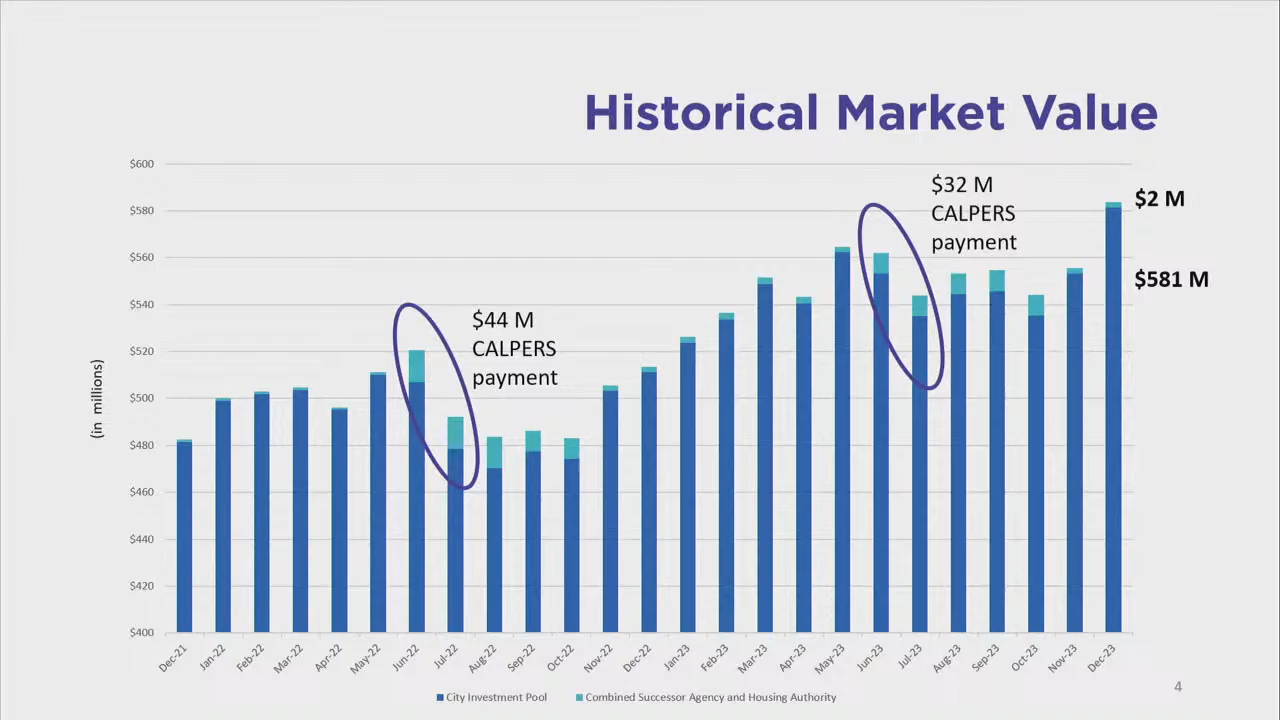 Historical Market Value
$600
$580
$560
$540
$520
$500
$480
$460
$440
$420
$400
(in millions)
$44 M
CALPERS
payment
$32 M
CALPERS
payment
$2 M
$581 M
Dec-21
Jan-22
Feb-22
Mar-22
Apr-22
May-22
Jun-22
Jul-22
Aug-22
Sep-22
Oct-22
Nov-22
Dec-22
Jan-23
Feb-23
Mar-23
Apr-23
May-23
Jun-23
Jul-23
Aug-23
Sep-23
Oct-23
Nov-23
Dec-23
City Investment Pool
Combined Successor Agency and Housing Authority
4